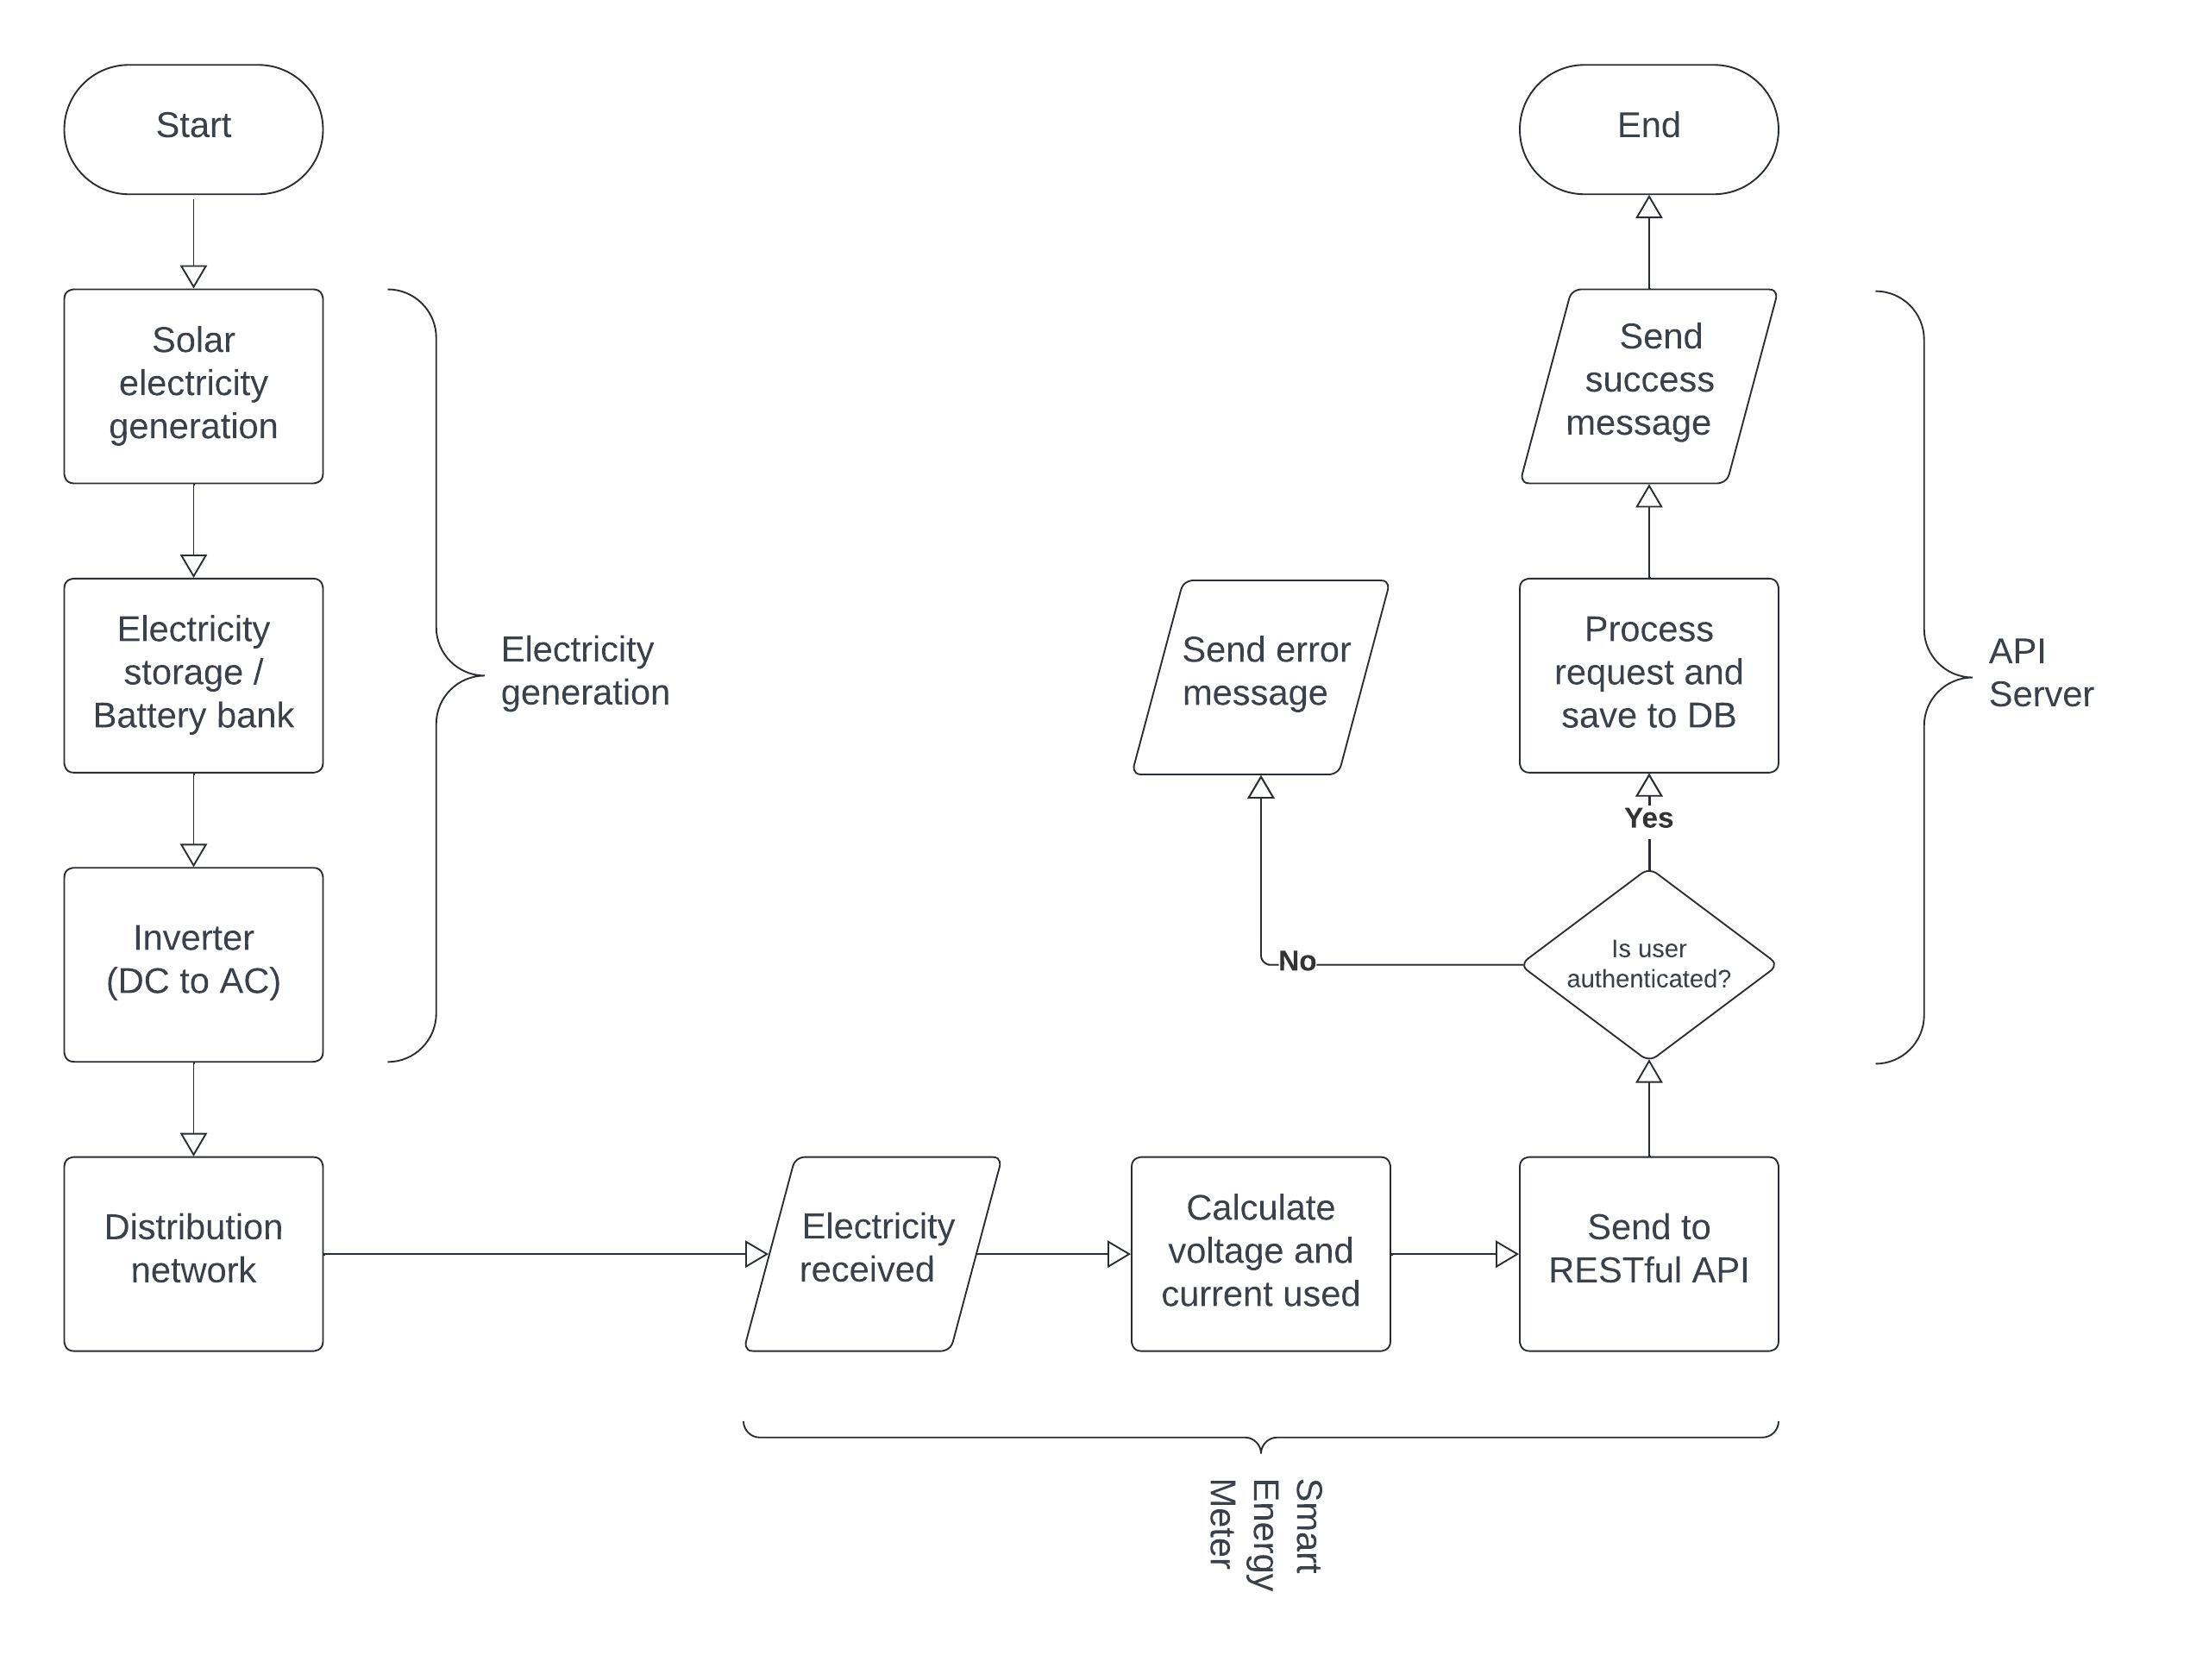 Start
Solar
electricity
generation
Electricity
storage /
Battery bank
Inverter
(DC to AC)
Electricity
generation
Distribution
network
Electricity
received
Calculate
voltage and
current used
Send to
RESTful API
Smart
Energy
Meter
Is user
authenticated?
No
Send error
message
Yes
Process
request and
save to DB
Send
success
message
End
API
Server